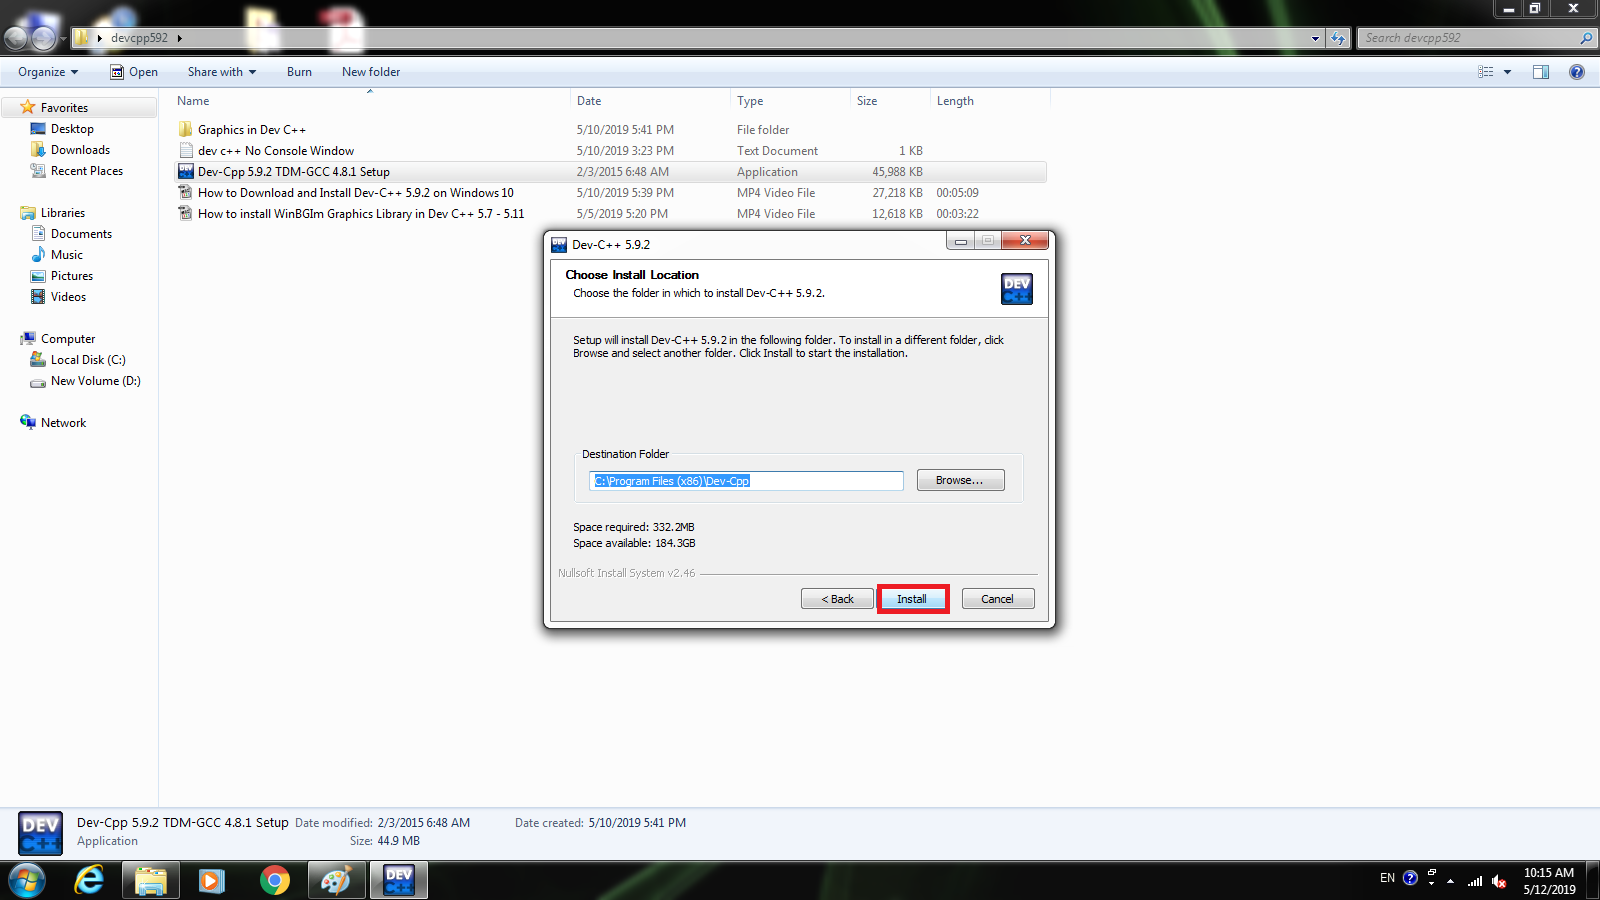 devcpp592
Search devcpp592
Organize Open Share with Burn New folder
Name Date Type Size Length
Favorites
Desktop
Downloads
Recent Places
Libraries
Documents
Music
Pictures
Videos
Computer
Local Disk (C:)
New Volume (D:)
Network
Graphics in Dev C++ 5/10/2019 5:41 PM File folder
dev c++ No Console Window 5/10/2019 3:23 PM Text Document 1 KB
Dev-Cpp 5.9.2 TDM-GCC 4.8.1 Setup 2/3/2015 6:48 AM Application 45,988 KB
How to Download and Install Dev-C++ 5.9.2 on Windows 10 5/10/2019 5:39 PM MP4 Video File 27,218 KB 00:05:09
How to install WinBGIm Graphics Library in Dev C++ 5.7 - 5.11 5/5/2019 5:20 PM MP4 Video File 12,618 KB 00:03:22
Dev-C++ 5.9.2
Choose Install Location
Choose the folder in which to install Dev-C++ 5.9.2.
DEV
C++
Setup will install Dev-C++ 5.9.2 in the following folder. To install in a different folder, click
Browse and select another folder. Click Install to start the installation.
Destination Folder
C:\Program Files (x86)\Dev-Cpp
Browse...
Space required: 332.2MB
Space available: 184.3GB
Nullsoft Install System v2.46
< Back Install Cancel
DEV
C++
Dev-Cpp 5.9.2 TDM-GCC 4.8.1 Setup Date modified: 2/3/2015 6:48 AM Date created: 5/10/2019 5:41 PM
Application Size: 44.9 MB
DEV
C++
EN
10:15 AM
5/12/2019